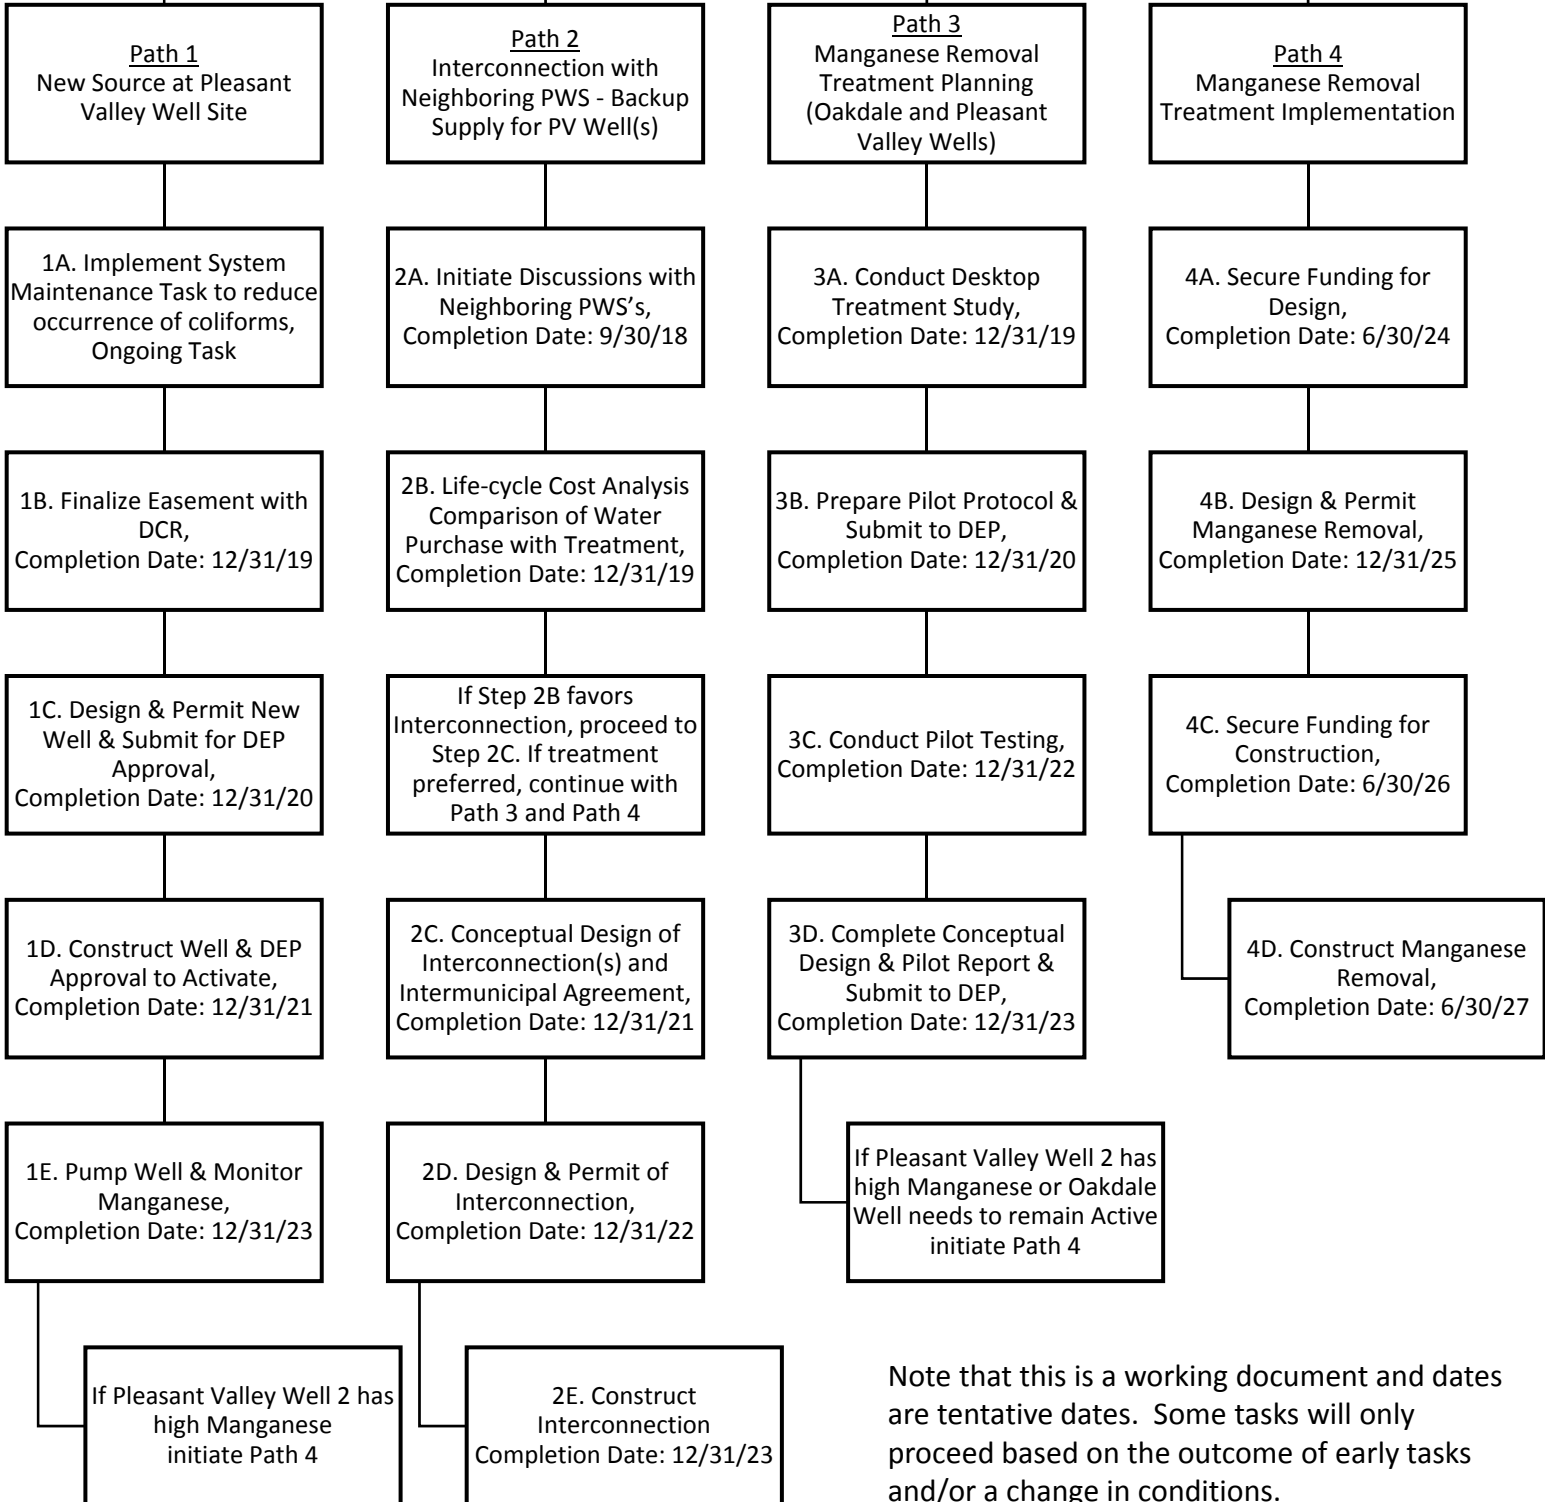 Path 1
New Source at Pleasant
Valley Well Site
1A. Implement System
Maintenance Task to reduce
occurrence of coliforms,
Ongoing Task
1B. Finalize Easement with
DCR,
Completion Date: 12/31/19
1C. Design & Permit New
Well & Submit for DEP
Approval,
Completion Date: 12/31/20
1D. Construct Well & DEP
Approval to Activate,
Completion Date: 12/31/21
1E. Pump Well & Monitor
Manganese,
Completion Date: 12/31/23
If Pleasant Valley Well 2 has
high Manganese
initiate Path 4
Path 2
Interconnection with
Neighboring PWS - Backup
Supply for PV Well(s)
2A. Initiate Discussions with
Neighboring PWS’s,
Completion Date: 9/30/18
2B. Life-cycle Cost Analysis
Comparison of Water
Purchase with Treatment,
Completion Date: 12/31/19
If Step 2B favors
Interconnection, proceed to
Step 2C. If treatment
preferred, continue with
Path 3 and Path 4
2C. Conceptual Design of
Interconnection(s) and
Intermunicipal Agreement,
Completion Date: 12/31/21
2D. Design & Permit of
Interconnection,
Completion Date: 12/31/22
2E. Construct
Interconnection
Completion Date: 12/31/23
Path 3
Manganese Removal
Treatment Planning
(Oakdale and Pleasant
Valley Wells)
3A. Conduct Desktop
Treatment Study,
Completion Date: 12/31/19
3B. Prepare Pilot Protocol &
Submit to DEP,
Completion Date: 12/31/20
3C. Conduct Pilot Testing,
Completion Date: 12/31/22
3D. Complete Conceptual
Design & Pilot Report &
Submit to DEP,
Completion Date: 12/31/23
If Pleasant Valley Well 2 has
high Manganese or Oakdale
Well needs to remain Active
initiate Path 4
Path 4
Manganese Removal
Treatment Implementation
4A. Secure Funding for
Design,
Completion Date: 6/30/24
4B. Design & Permit
Manganese Removal,
Completion Date: 12/31/25
4C. Secure Funding for
Construction,
Completion Date: 6/30/26
4D. Construct Manganese
Removal,
Completion Date: 6/30/27
Note that this is a working document and dates
are tentative dates. Some tasks will only
proceed based on the outcome of early tasks
and/or a change in conditions.